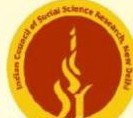 Indian Council of Social Science Research, New Delhi